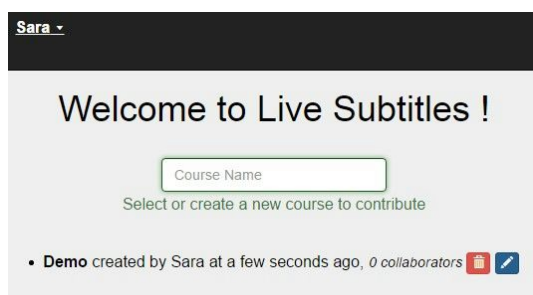 Sara
Welcome to Live Subtitles !
Course Name
Select or create a new course to contribute
Demo created by Sara at a few seconds ago, 0 collaborators